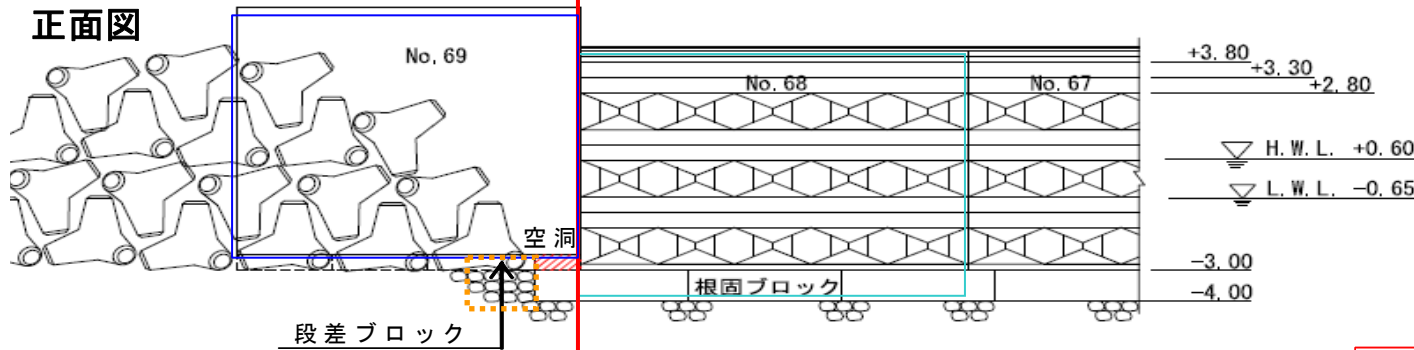 正面図
No. 69
No. 68
No. 67
+3.80
+3.30
+2.80
H.W.L. +0.60
L.W.L. -0.65
空洞
-3.00
根固ブロック
-4.00
段差ブロック